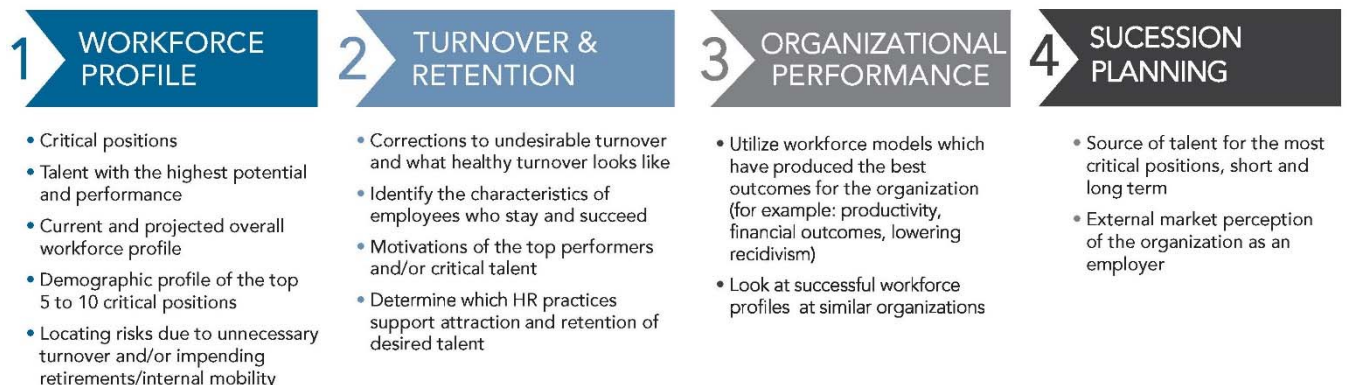 1 WORKFORCE
PROFILE
• Critical positions
• Talent with the highest potential
and performance
• Current and projected overall
workforce profile
• Demographic profile of the top
5 to 10 critical positions
• Locating risks due to unnecessary
turnover and/or impending
retirements/internal mobility
2 TURNOVER &
RETENTION
• Corrections to undesirable turnover
and what healthy turnover looks like
• Identify the characteristics of
employees who stay and succeed
• Motivations of the top performers
and/or critical talent
• Determine which HR practices
support attraction and retention of
desired talent
3 ORGANIZATIONAL
PERFORMANCE
• Utilize workforce models which
have produced the best
outcomes for the organization
(for example: productivity,
financial outcomes, lowering
recidivism)
• Look at successful workforce
profiles at similar organizations
4 SUCESSION
PLANNING
• Source of talent for the most
critical positions, short and
long term
• External market perception
of the organization as an
employer